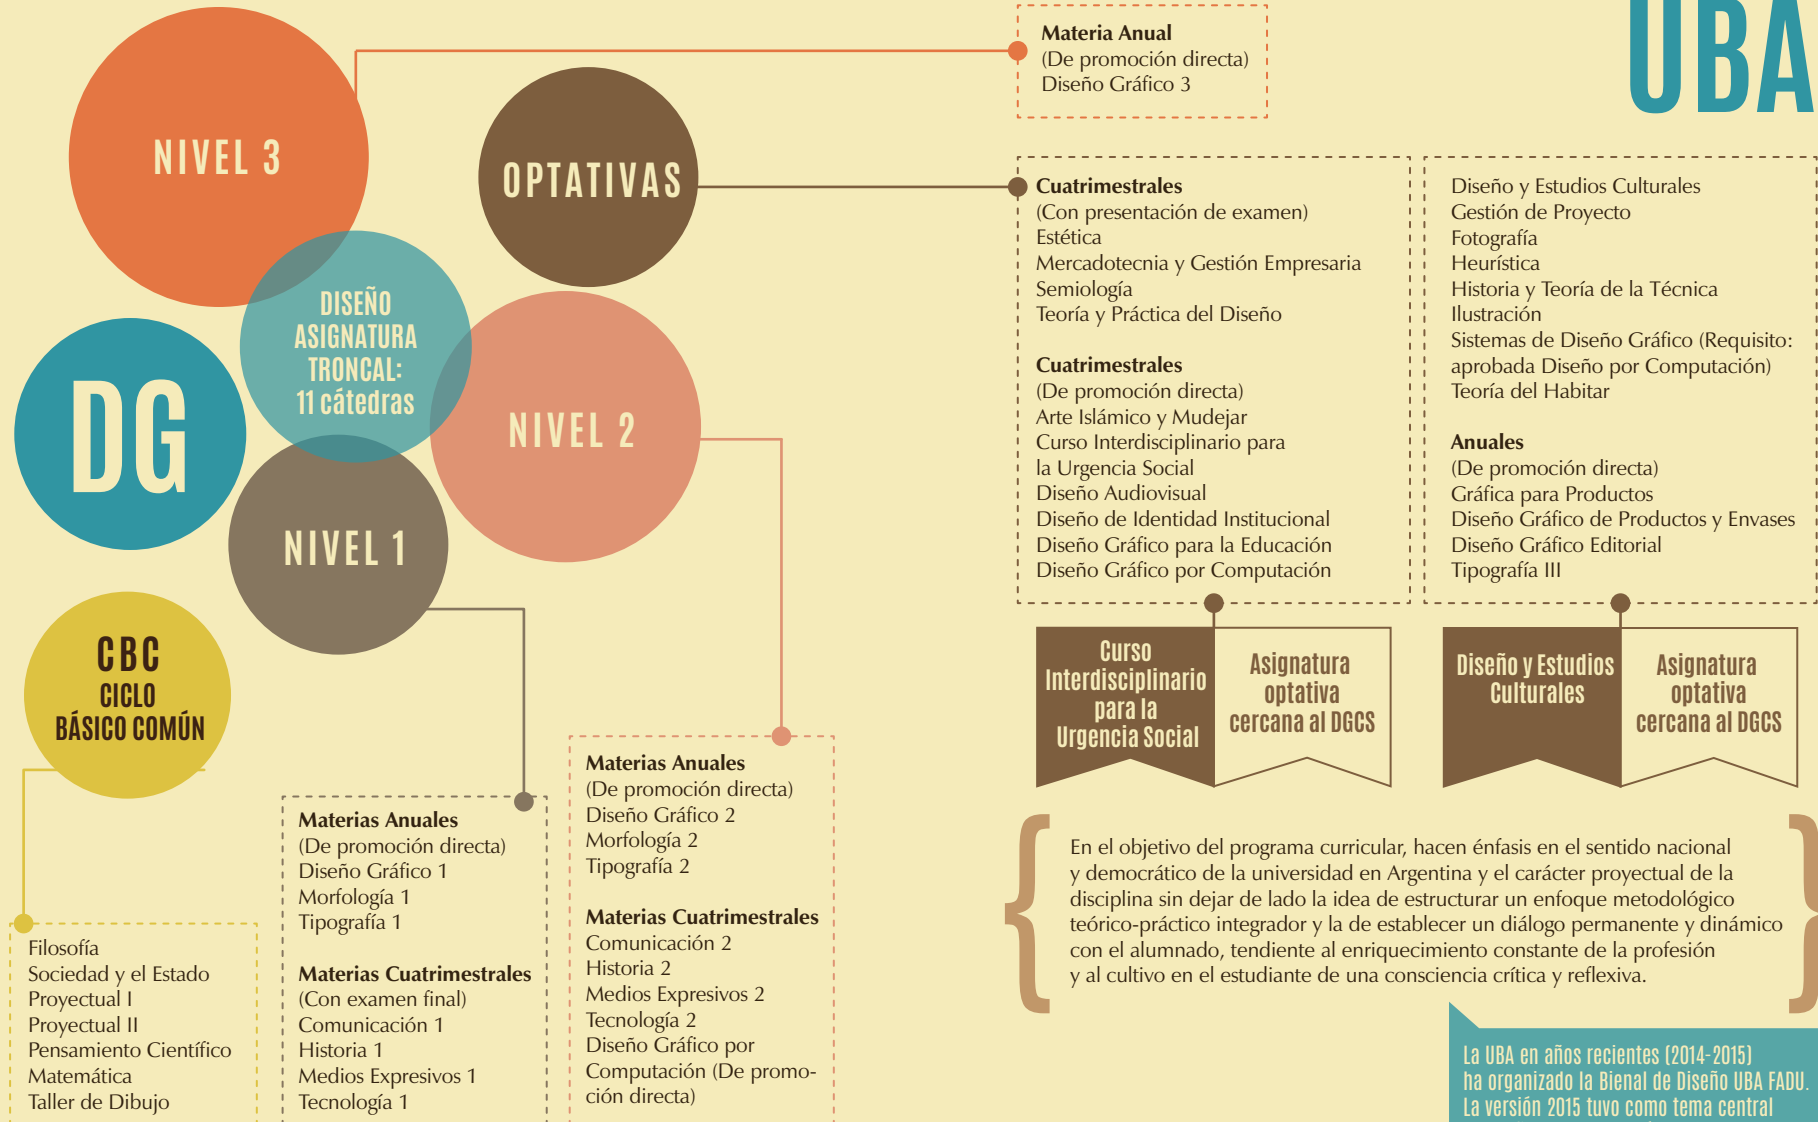 UBA
NIVEL 3
OPTATIVAS
DISEÑO
ASIGNATURA
TRONCAL:
11 cátedras
DG
NIVEL 2
NIVEL 1
CBC
CICLO
BÁSICO COMÚN
Filosofía
Sociedad y el Estado
Proyectual I
Proyectual II
Pensamiento Científico
Matemática
Taller de Dibujo
Materias Anuales
(De promoción directa)
Diseño Gráfico 1
Morfología 1
Tipografía 1
Materias Cuatrimestrales
(Con examen final)
Comunicación 1
Historia 1
Medios Expresivos 1
Tecnología 1
Materias Anuales
(De promoción directa)
Diseño Gráfico 2
Morfología 2
Tipografía 2
Materias Cuatrimestrales
Comunicación 2
Historia 2
Medios Expresivos 2
Tecnología 2
Diseño Gráfico por
Computación (De promo-
ción directa)
Materia Anual
(De promoción directa)
Diseño Gráfico 3
Cuatrimestrales
(Con presentación de examen)
Estética
Mercadotecnia y Gestión Empresaria
Semiología
Teoría y Práctica del Diseño
Cuatrimestrales
(De promoción directa)
Arte Islámico y Mudejar
Curso Interdisciplinario para
la Urgencia Social
Diseño Audiovisual
Diseño de Identidad Institucional
Diseño Gráfico para la Educación
Diseño Gráfico por Computación
Diseño y Estudios Culturales
Gestión de Proyecto
Fotografía
Heurística
Historia y Teoría de la Técnica
Ilustración
Sistemas de Diseño Gráfico (Requisito:
aprobada Diseño por Computación)
Teoría del Habitar
Anuales
(De promoción directa)
Gráfica para Productos
Diseño Gráfico de Productos y Envases
Diseño Gráfico Editorial
Tipografía III
Curso
Interdisciplinario
para la
Urgencia Social
Asignatura
optativa
cercana al DGCS
Diseño y Estudios
Culturales
Asignatura
optativa
cercana al DGCS
En el objetivo del programa curricular, hacen énfasis en el sentido nacional
y democrático de la universidad en Argentina y el carácter proyectual de la
disciplina sin dejar de lado la idea de estructurar un enfoque metodológico
teórico-práctico integrador y la de establecer un diálogo permanente y dinámico
con el alumnado, tendiente al enriquecimiento constante de la profesión
y al cultivo en el estudiante de una consciencia crítica y reflexiva.
La UBA en años recientes (2014-2015)
ha organizado la Bienal de Diseño UBA FADU.
La versión 2015 tuvo como tema central